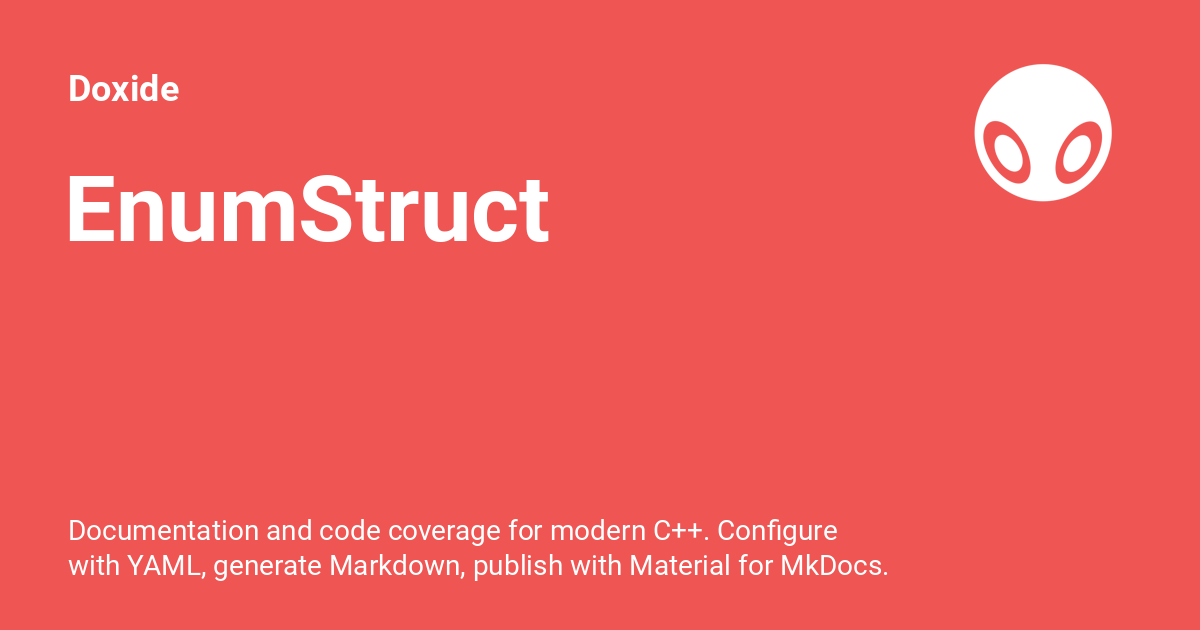 Doxide
EnumStruct
Documentation and code coverage for modern C++. Configure
with YAML, generate Markdown, publish with Material for MkDocs.